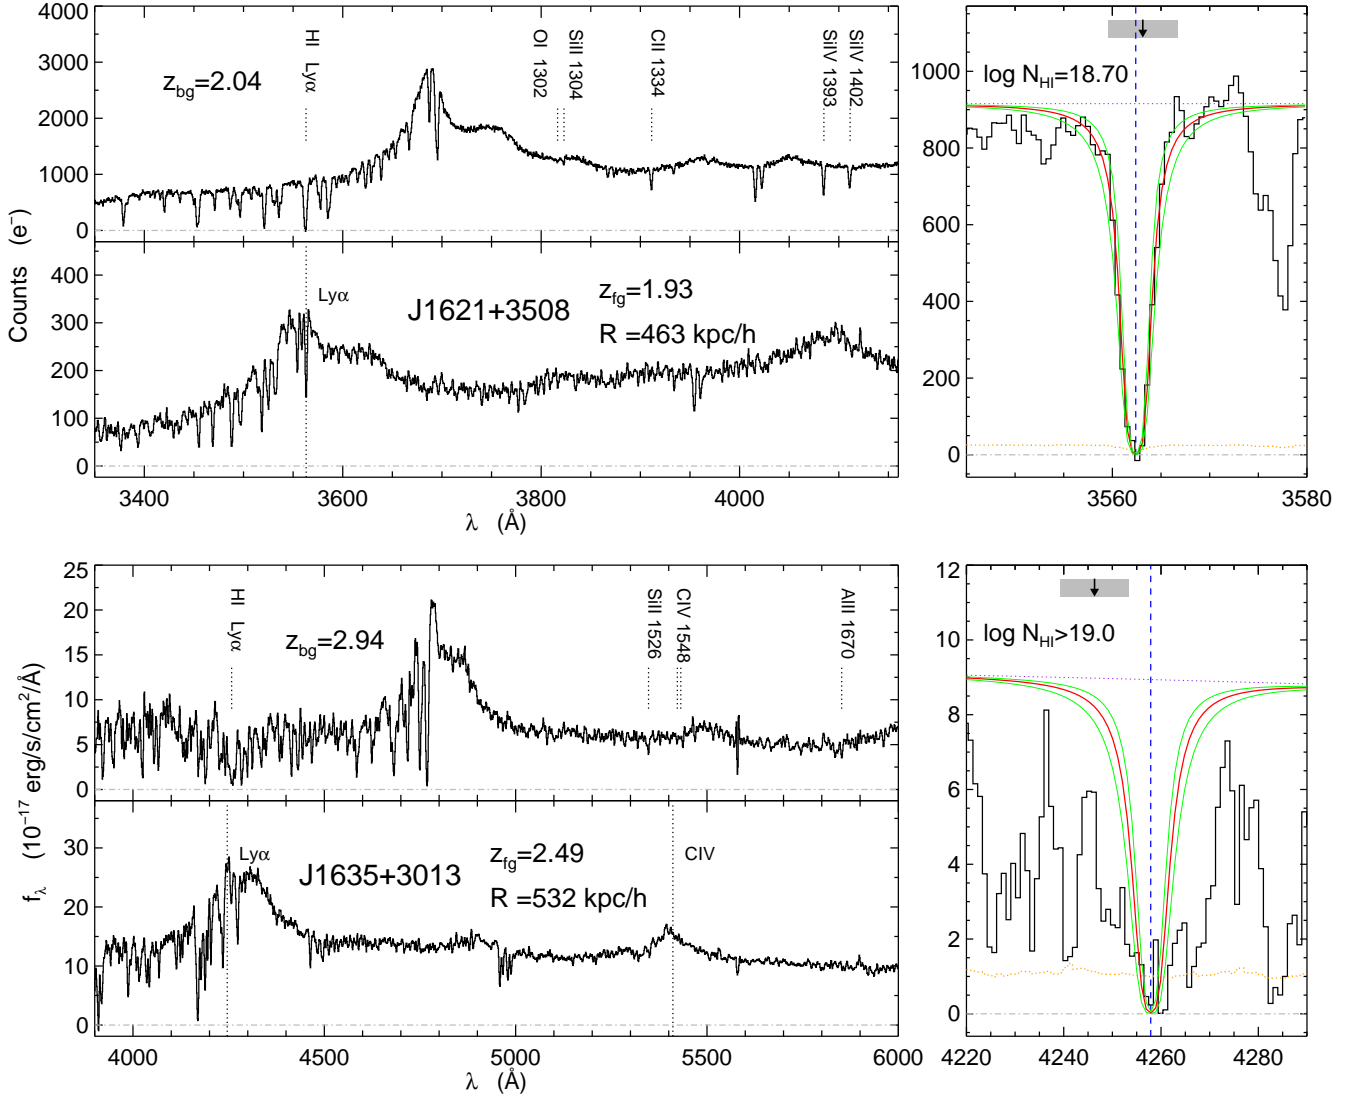 4000
3000
2000
1000
0
z_bg=2.04
HI Lyα
OI 1302
SiII 1304
CII 1334
SiIV 1393
SiIV 1402
400
300
200
100
0
Lyα
J1621+3508
z_fg=1.93
R =463 kpc/h
Counts (e⁻)
3400 3600 3800 4000
λ (Å)
1000
800
600
400
200
0
log N_HI=18.70
3560 3580
25
20
15
10
5
0
z_bg=2.94
HI Lyα
SiII 1526
CIV 1548
AlII 1670
30
20
10
0
Lyα
J1635+3013
z_fg=2.49
R =532 kpc/h
CIV
f_λ (10⁻¹⁷ erg/s/cm²/Å)
4000 4500 5000 5500 6000
λ (Å)
12
10
8
6
4
2
0
log N_HI>19.0
4220 4240 4260 4280